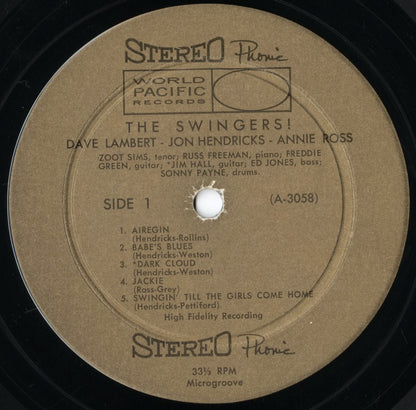 STEREO Phonic
WORLD
PACIFIC
RECORDS
THE SWINGERS!
DAVE LAMBERT - JON HENDRICKS - ANNIE ROSS
ZOOT SIMS, tenor; RUSS FREEMAN, piano; FREDDIE
GREEN, guitar; *JIM HALL, guitar; ED JONES, bass;
SONNY PAYNE, drums.
SIDE 1 (A-3058)
1. AIREGIN
(Hendricks-Rollins)
2. BABE'S BLUES
(Hendricks-Weston)
3. *DARK CLOUD
(Hendricks-Weston)
4. JACKIE
(Ross-Grey)
5. SWINGIN' TILL THE GIRLS COME HOME
(Hendricks-Pettiford)
High Fidelity Recording
STEREO Phonic
33⅓ RPM
Microgroove